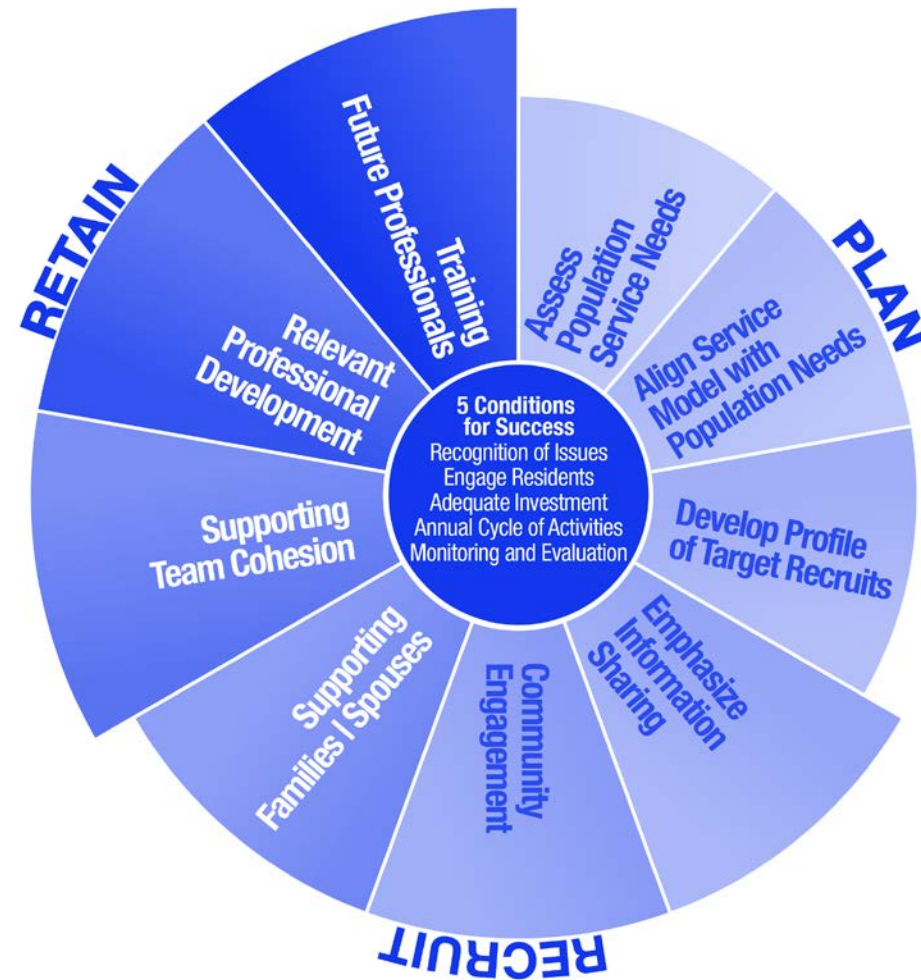 PLAN
Assess
Population
Service Needs
Align Service
Model with
Population Needs
Develop Profile
of Target Recruits
RECRUIT
Emphasize
Information
Sharing
Community
Engagement
Supporting
Families | Spouses
RETAIN
Supporting
Team Cohesion
Relevant
Professional
Development
Training
Future Professionals
5 Conditions
for Success
Recognition of Issues
Engage Residents
Adequate Investment
Annual Cycle of Activities
Monitoring and Evaluation